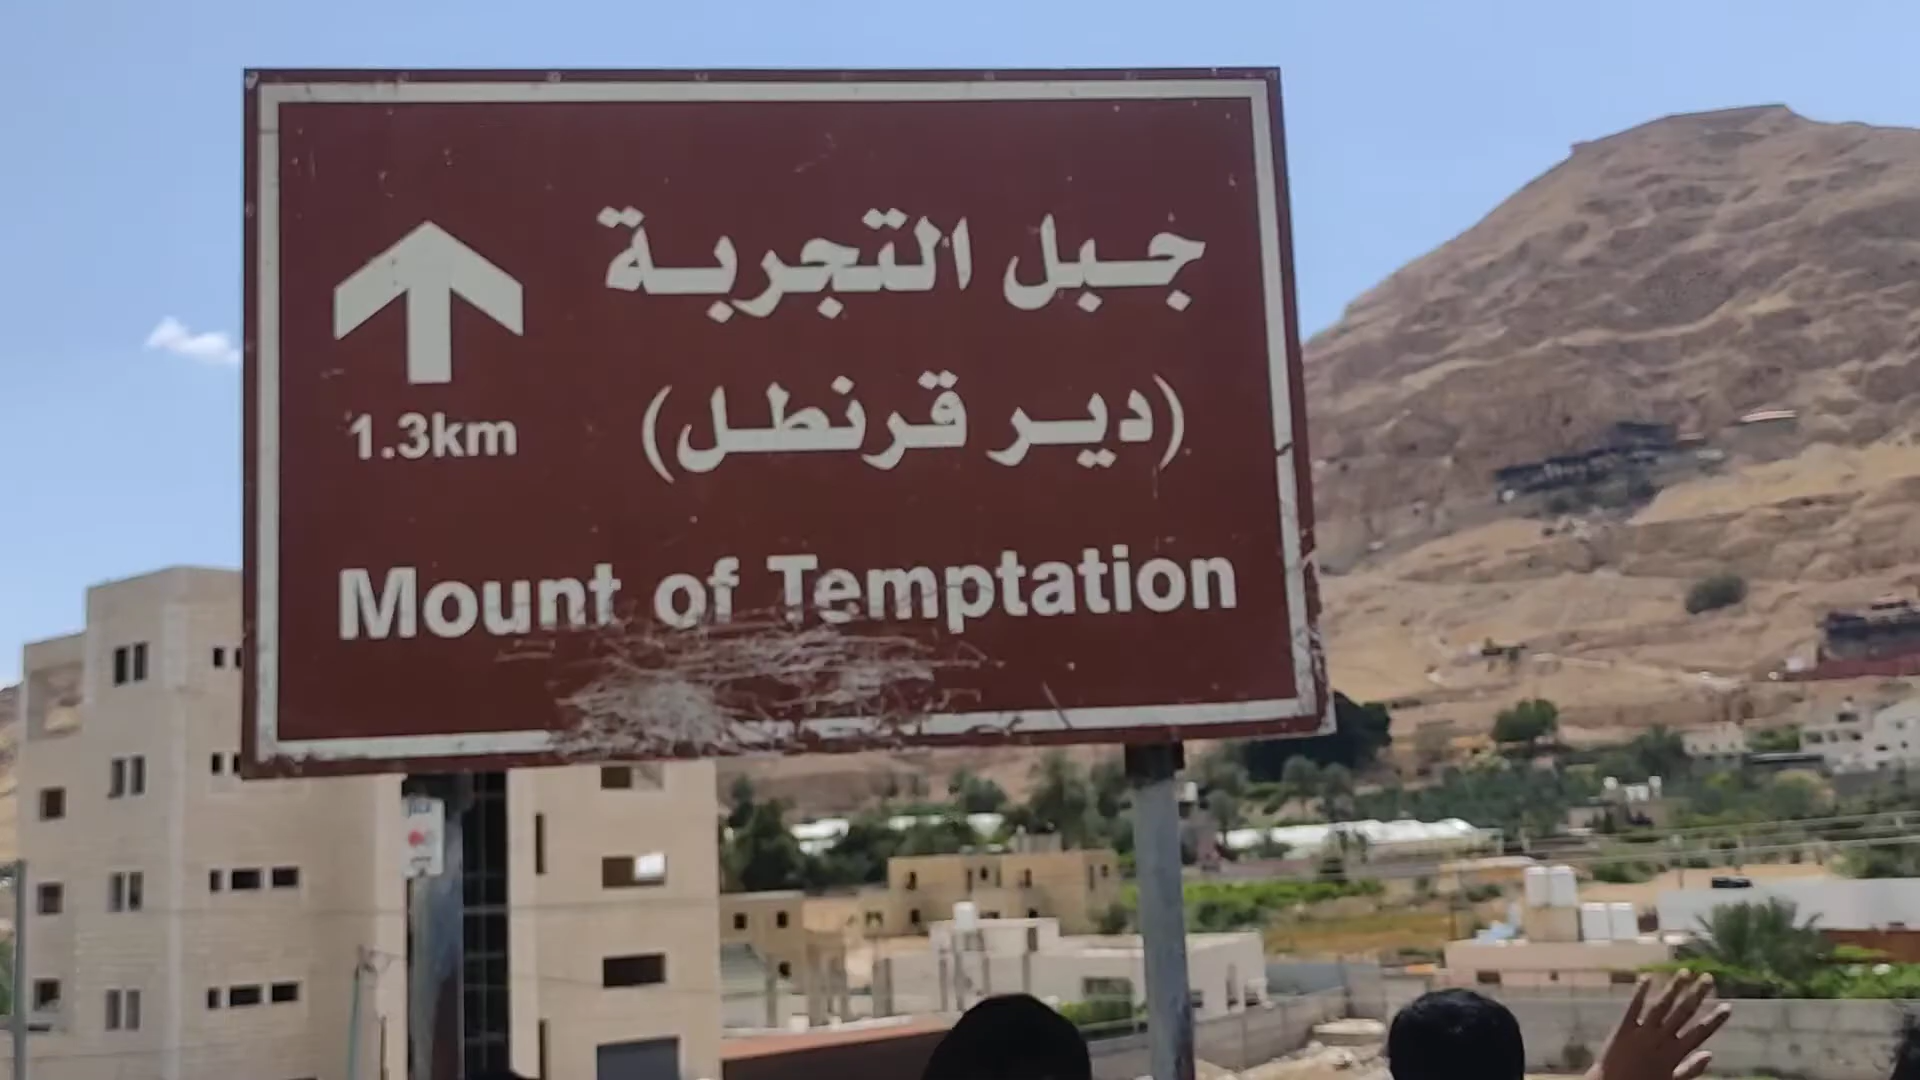 جبل التجربة
(دير قرنطل)
1.3km
Mount of Temptation